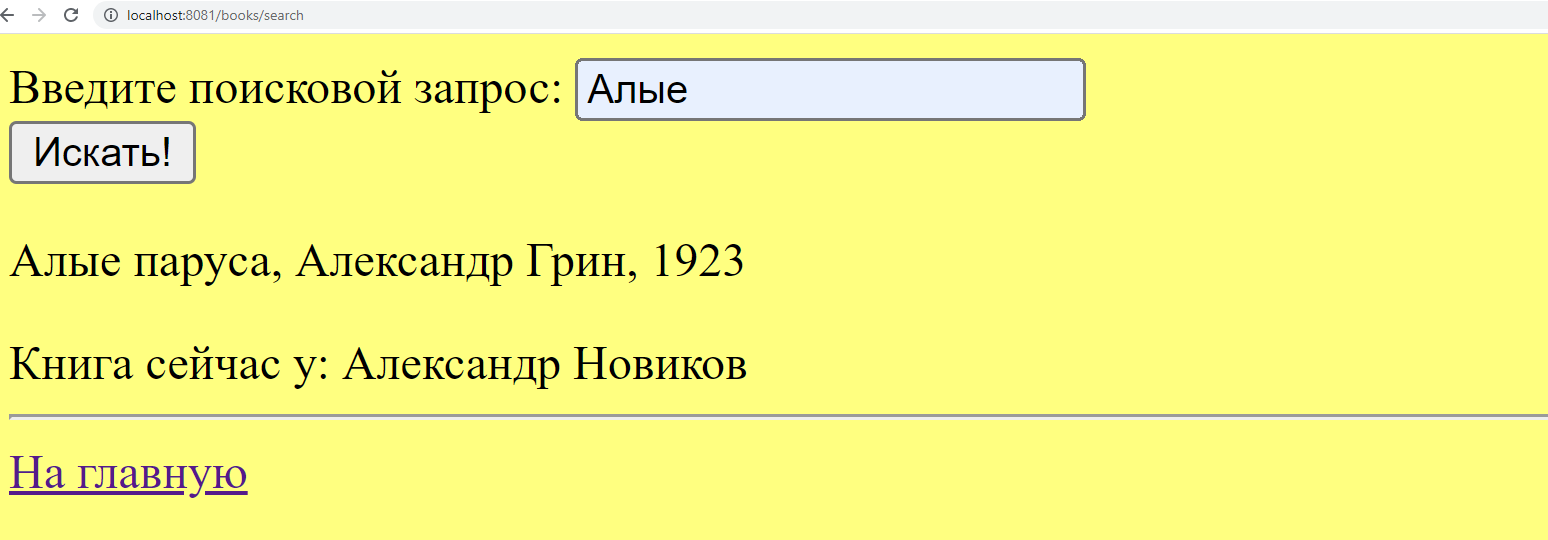 localhost:8081/books/search
Введите поисковой запрос: Алые
Искать!
Алые паруса, Александр Грин, 1923
Книга сейчас у: Александр Новиков
На главную